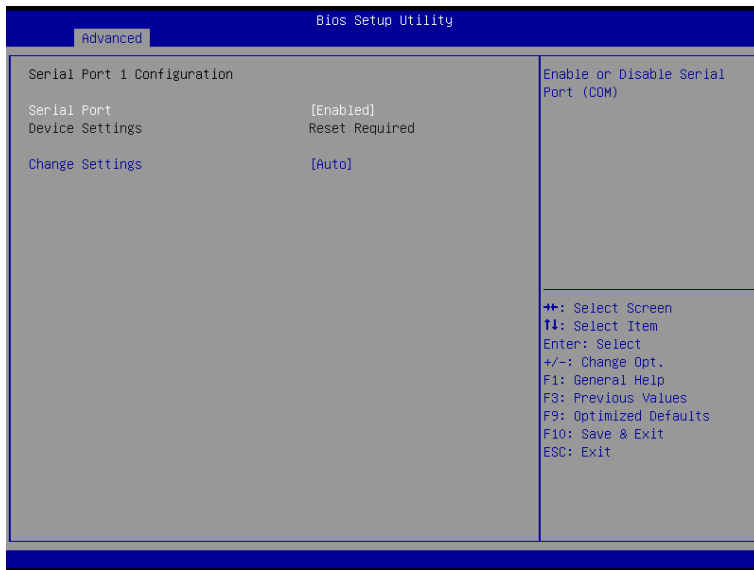 Bios Setup Utility
Advanced
Serial Port 1 Configuration
Serial Port [Enabled]
Device Settings Reset Required
Change Settings [Auto]
Enable or Disable Serial
Port (COM)
→←: Select Screen
↑↓: Select Item
Enter: Select
+/-: Change Opt.
F1: General Help
F3: Previous Values
F9: Optimized Defaults
F10: Save & Exit
ESC: Exit